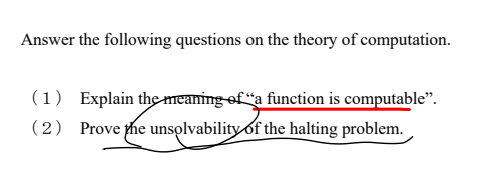 Answer the following questions on the theory of computation.
（1） Explain the meaning of “a function is computable”.
（2） Prove the unsolvability of the halting problem.